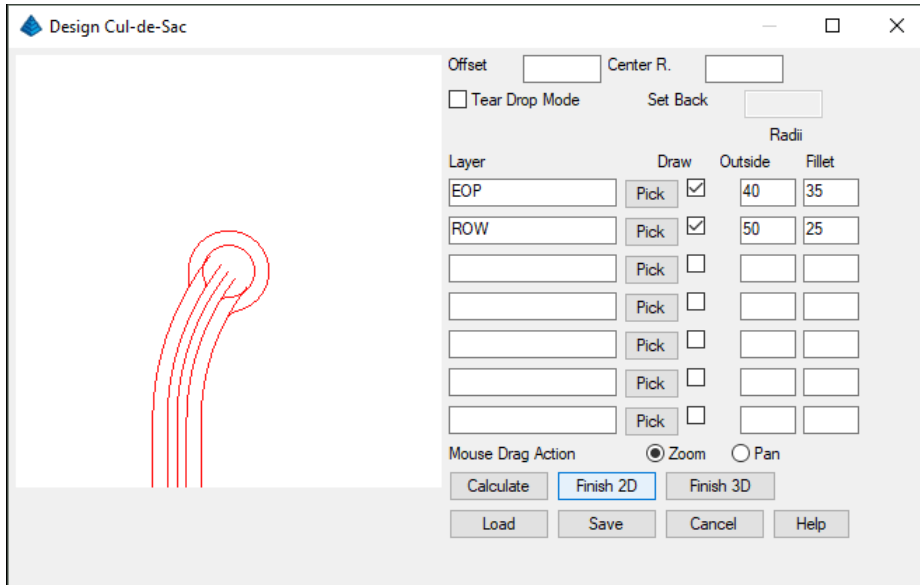 Design Cul-de-Sac
Offset Center R.
Tear Drop Mode Set Back
Radii
Layer Draw Outside Fillet
EOP Pick 40 35
ROW Pick 50 25
Pick
Pick
Pick
Pick
Pick
Mouse Drag Action Zoom Pan
Calculate Finish 2D Finish 3D
Load Save Cancel Help